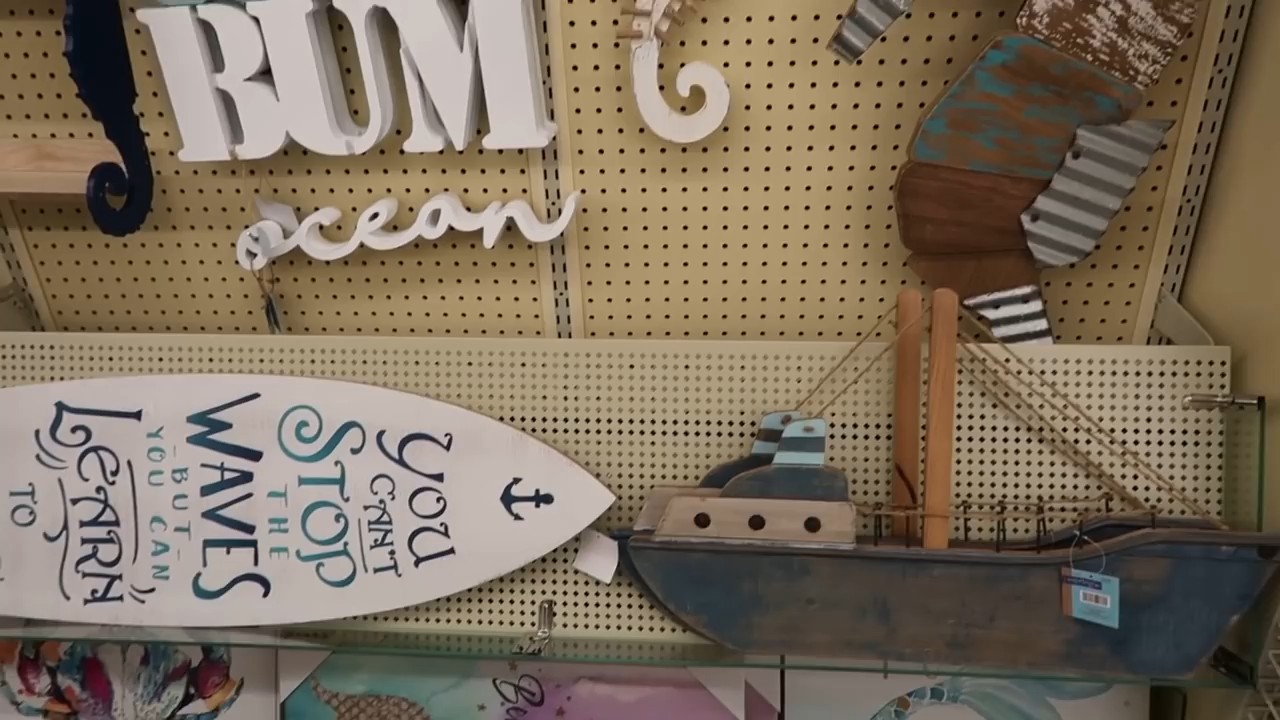 BUM
ocean
YOU
CAN'T
STOP
THE
WAVES
BUT
YOU CAN
LEARN
TO